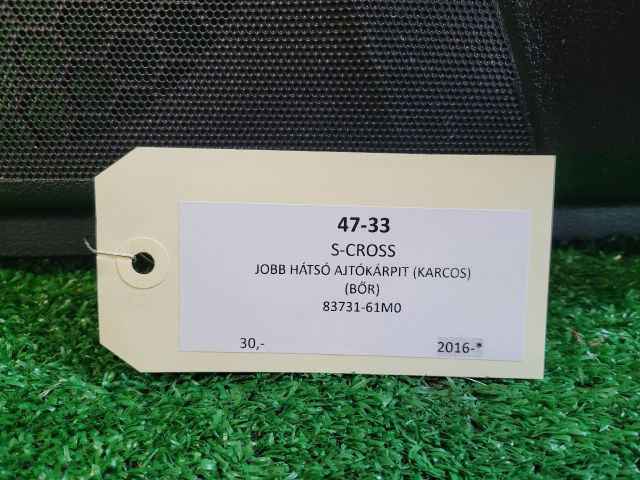 47-33
S-CROSS
JOBB HÁTSÓ AJTÓKÁRPIT (KARCOS)
(BŐR)
83731-61M0
30,- 2016-*